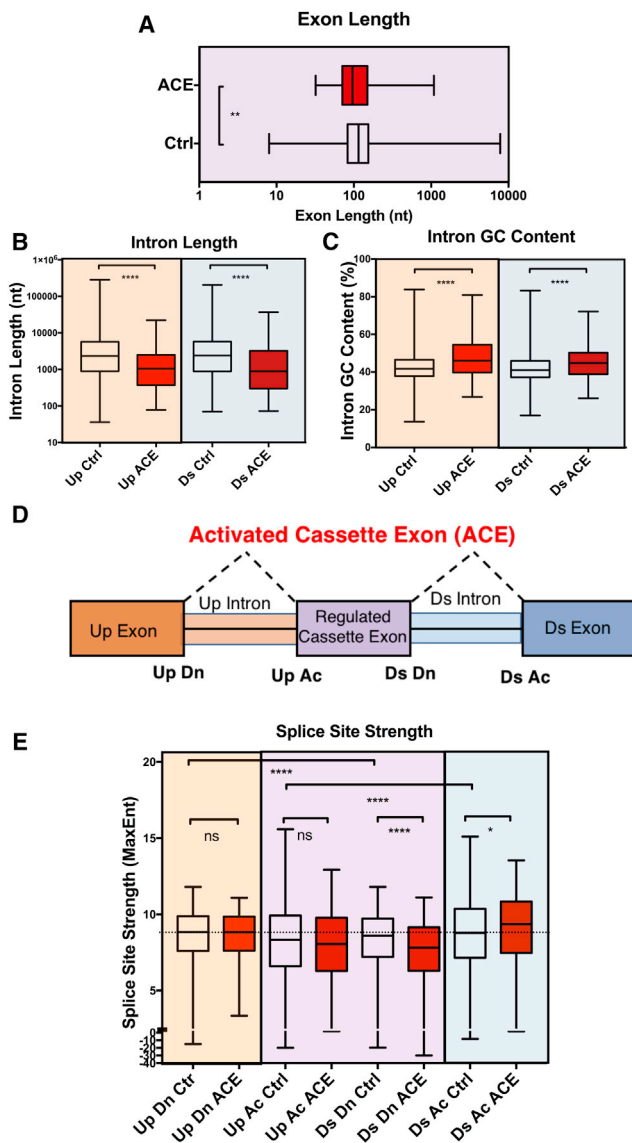 A
Exon Length
ACE
**
Ctrl
1 10 100 1000 10000
Exon Length (nt)
B
Intron Length
1×10⁶
100000
10000
1000
100
10
Intron Length (nt)
****
****
Up Ctrl
Up ACE
Ds Ctrl
Ds ACE
C
Intron GC Content
100
80
60
40
20
0
Intron GC Content (%)
****
****
Up Ctrl
Up ACE
Ds Ctrl
Ds ACE
D
Activated Cassette Exon (ACE)
Up Intron
Ds Intron
Up Exon
Regulated
Cassette Exon
Ds Exon
Up Dn
Up Ac
Ds Dn
Ds Ac
E
Splice Site Strength
20
15
10
5
0
-10
-20
-30
-40
Splice Site Strength (MaxEnt)
****
****
ns
ns
****
*
Up Dn Ctr
Up Dn ACE
Up Ac Ctrl
Up Ac ACE
Ds Dn Ctrl
Ds Dn ACE
Ds Ac Ctrl
Ds Ac ACE